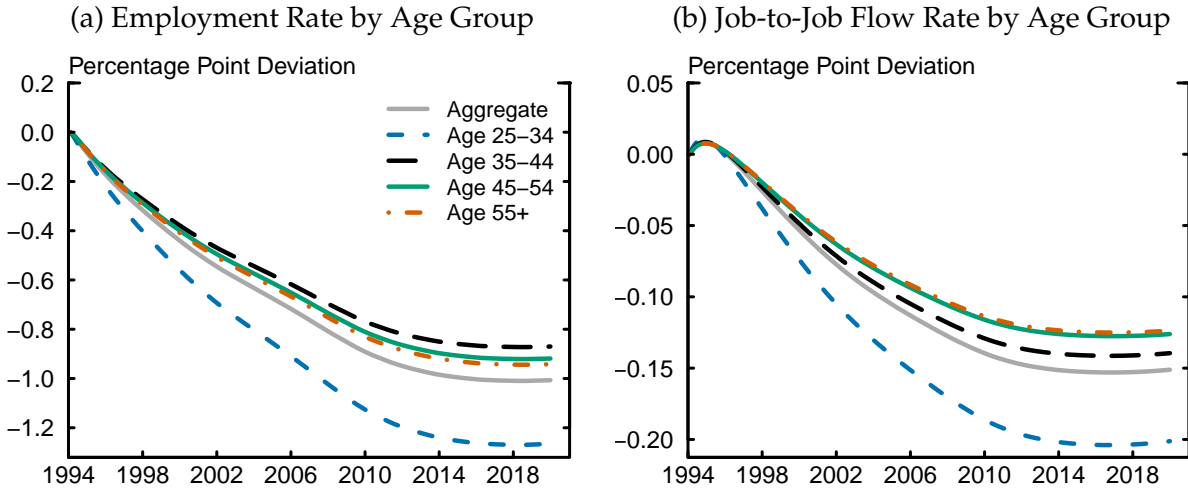 (a) Employment Rate by Age Group
Percentage Point Deviation
0.2
0.0
−0.2
−0.4
−0.6
−0.8
−1.0
−1.2
1994 1998 2002 2006 2010 2014 2018
Aggregate
Age 25−34
Age 35−44
Age 45−54
Age 55+
(b) Job-to-Job Flow Rate by Age Group
Percentage Point Deviation
0.05
0.00
−0.05
−0.10
−0.15
−0.20
1994 1998 2002 2006 2010 2014 2018